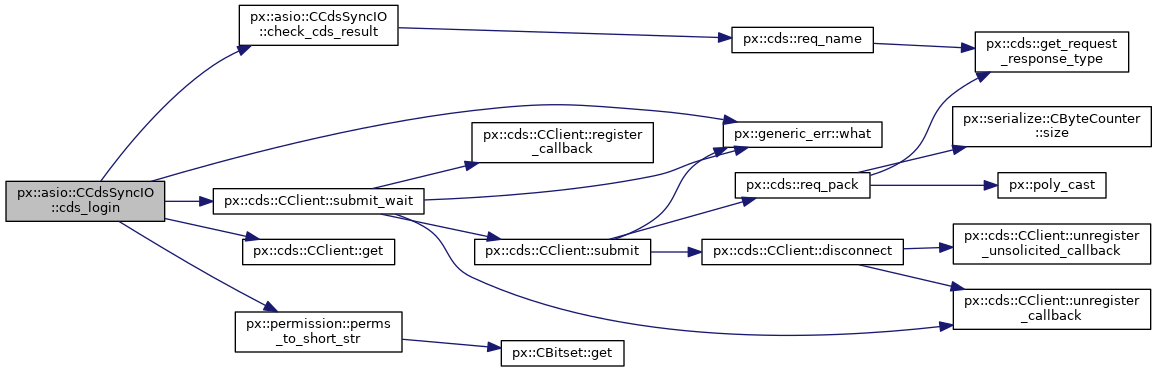 px::asio::CCdsSyncIO
::cds_login
px::asio::CCdsSyncIO
::check_cds_result
px::cds::req_name
px::cds::get_request
_response_type
px::generic_err::what
px::cds::CClient::submit_wait
px::cds::CClient::register
_callback
px::cds::CClient::submit
px::cds::req_pack
px::serialize::CByteCounter
::size
px::poly_cast
px::cds::CClient::disconnect
px::cds::CClient::unregister
_unsolicited_callback
px::cds::CClient::unregister
_callback
px::cds::CClient::get
px::permission::perms
_to_short_str
px::CBitset::get